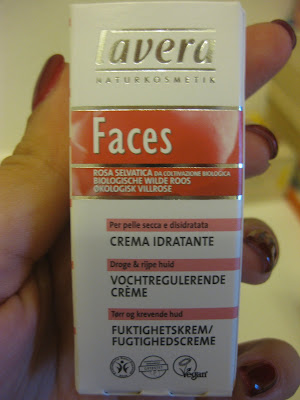 lavera
NATURKOSMETIK
Faces
ROSA SELVATICA DA COLTIVAZIONE BIOLOGICA
BIOLOGISCHE WILDE ROOS
ØKOLOGISK VILLROSE
Per pelle secca e disidratata
CREMA IDRATANTE
Droge & rijpe huid
VOCHTREGULERENDE
CRÈME
Tørr og krevende hud
FUKTIGHETSKREM/
FUGTIGHEDSCREME
Vegan